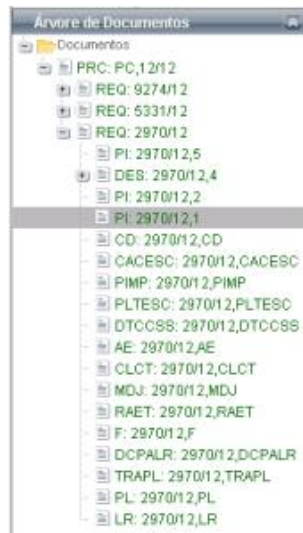 Árvore de Documentos
Documentos
PRC: PC,12/12
REQ: 9274/12
REQ: 5331/12
REQ: 2970/12
PI: 2970/12,5
DES: 2970/12,4
PI: 2970/12,2
PI: 2970/12,1
CD: 2970/12,CD
CACESC: 2970/12,CACESC
PIMP: 2970/12,PIMP
PLTESC: 2970/12,PLTESC
DTCCSS: 2970/12,DTCCSS
AE: 2970/12,AE
CLCT: 2970/12,CLCT
MDJ: 2970/12,MDJ
RAET: 2970/12,RAET
F: 2970/12,F
DCPALR: 2970/12,DCPALR
TRAPL: 2970/12,TRAPL
PL: 2970/12,PL
LR: 2970/12,LR